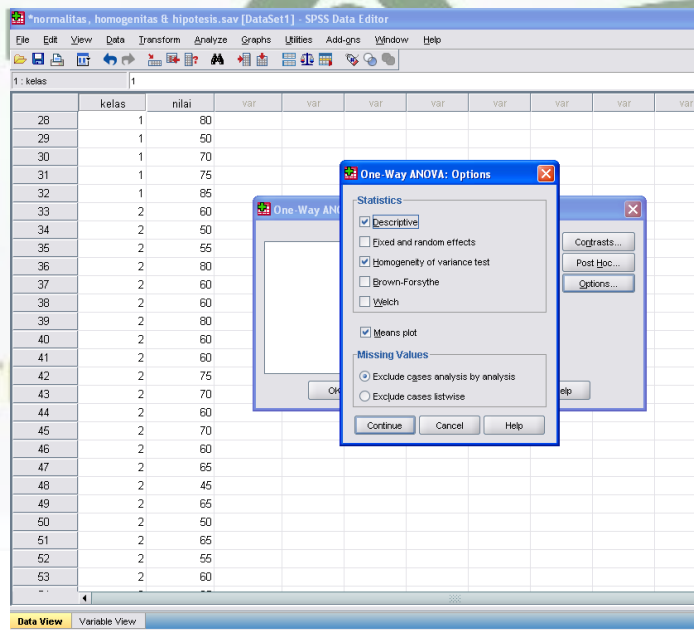 *normalitas, homogenitas & hipotesis.sav [DataSet1] - SPSS Data Editor
File Edit View Data Transform Analyze Graphs Utilities Add-ons Window Help
1 : kelas 1
kelas nilai var var var var var var var
28 1 80
29 1 50
30 1 70
31 1 75
32 1 85
33 2 60
34 2 50
35 2 55
36 2 80
37 2 60
38 2 60
39 2 80
40 2 60
41 2 60
42 2 75
43 2 70
44 2 60
45 2 70
46 2 60
47 2 65
48 2 45
49 2 65
50 2 50
51 2 65
52 2 55
53 2 60
One-Way
Contrasts...
Post Hoc...
Options...
One-Way ANOVA: Options
Statistics
Descriptive
Fixed and random effects
Homogeneity of variance test
Brown-Forsythe
Welch
Means plot
Missing Values
Exclude cases analysis by analysis
Exclude cases listwise
Continue Cancel Help
Data View Variable View